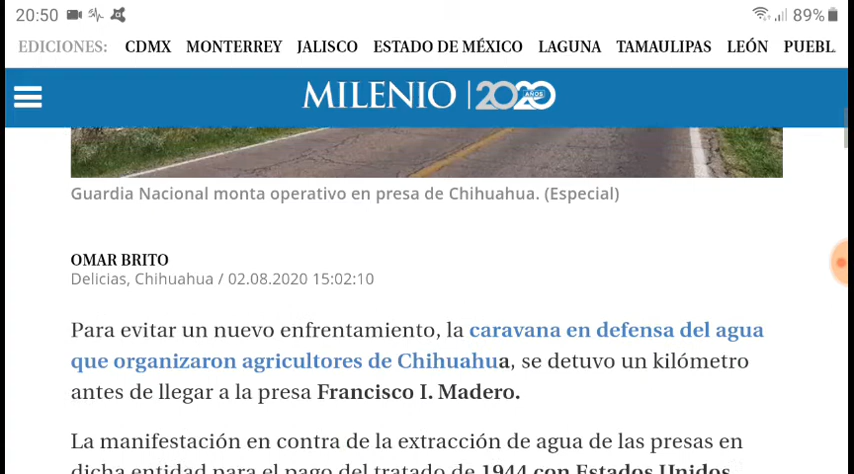 20:50 89%
EDICIONES: CDMX MONTERREY JALISCO ESTADO DE MÉXICO LAGUNA TAMAULIPAS LEÓN PUEBL
MILENIO | 2020 AÑOS
Guardia Nacional monta operativo en presa de Chihuahua. (Especial)
OMAR BRITO
Delicias, Chihuahua / 02.08.2020 15:02:10
Para evitar un nuevo enfrentamiento, la caravana en defensa del agua
que organizaron agricultores de Chihuahua, se detuvo un kilómetro
antes de llegar a la presa Francisco I. Madero.
La manifestación en contra de la extracción de agua de las presas en
dicha entidad para el pago del tratado de 1944 con Estados Unidos